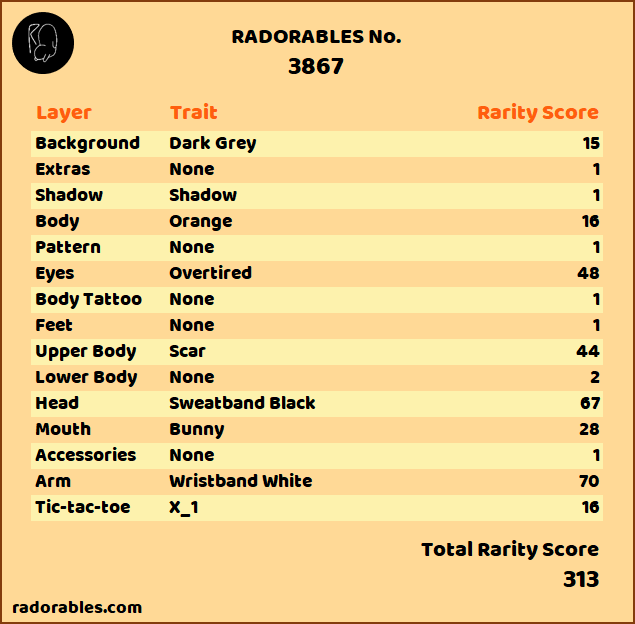 RADORABLES No.
3867
Layer Trait Rarity Score
Background Dark Grey 15
Extras None 1
Shadow Shadow 1
Body Orange 16
Pattern None 1
Eyes Overtired 48
Body Tattoo None 1
Feet None 1
Upper Body Scar 44
Lower Body None 2
Head Sweatband Black 67
Mouth Bunny 28
Accessories None 1
Arm Wristband White 70
Tic-tac-toe X_1 16
Total Rarity Score
313
radorables.com